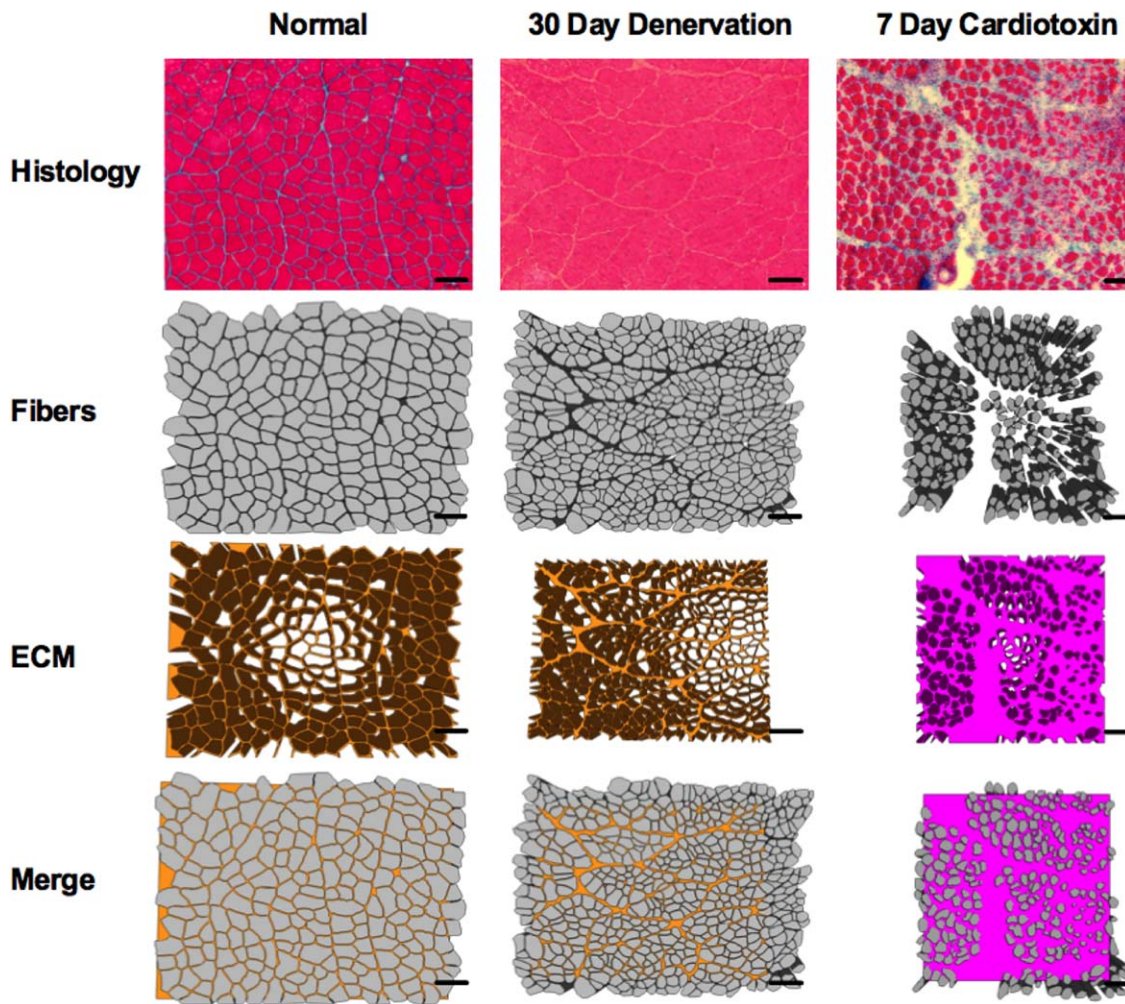 Normal
30 Day Denervation
7 Day Cardiotoxin
Histology
Fibers
ECM
Merge